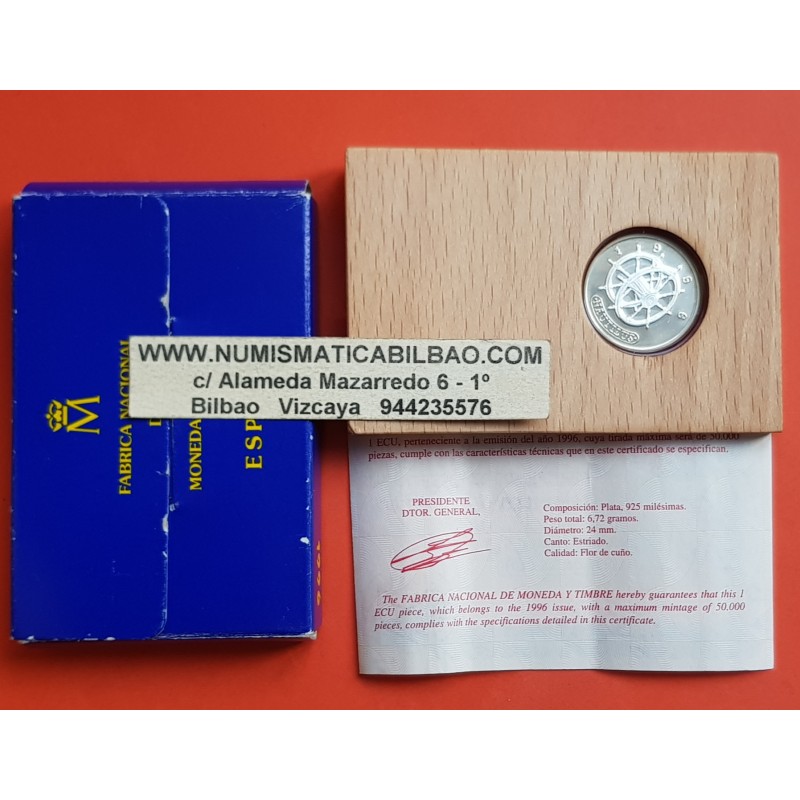 M
FABRICA NACIONAL
D
MONEDA
ESP
1996
WWW.NUMISMATICABILBAO.COM
c/ Alameda Mazarredo 6 - 1º
Bilbao Vizcaya 944235576
1996
NAUTILUS
1 ECU, perteneciente a la emisión del año 1996, cuya tirada máxima será de 50.000
piezas, cumple con las características técnicas que en este certificado se especifican.
PRESIDENTE
DTOR. GENERAL,
Composición: Plata, 925 milésimas.
Peso total: 6,72 gramos.
Diámetro: 24 mm.
Canto: Estriado.
Calidad: Flor de cuño.
The FABRICA NACIONAL DE MONEDA Y TIMBRE hereby guarantees that this 1
ECU piece, which belongs to the 1996 issue, with a maximum mintage of 50.000
pieces, complies with the specifications detailed in this certificate.